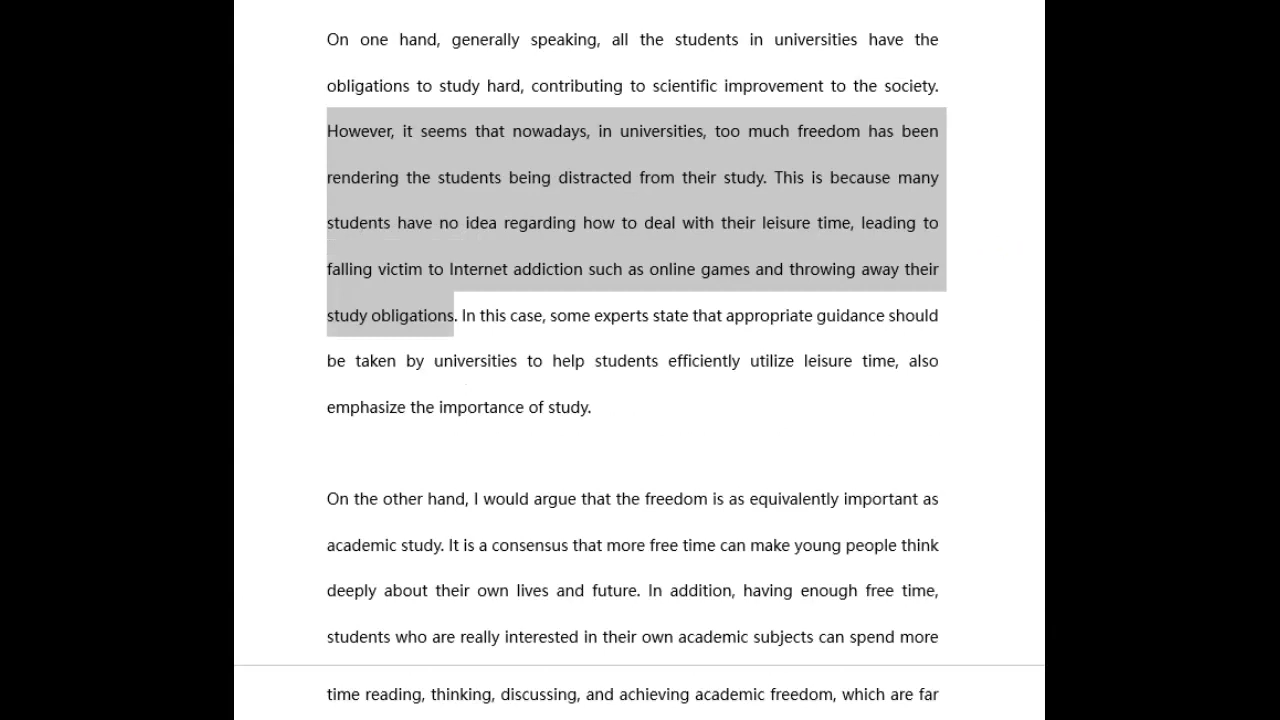 On one hand, generally speaking, all the students in universities have the
obligations to study hard, contributing to scientific improvement to the society.
However, it seems that nowadays, in universities, too much freedom has been
rendering the students being distracted from their study. This is because many
students have no idea regarding how to deal with their leisure time, leading to
falling victim to Internet addiction such as online games and throwing away their
study obligations. In this case, some experts state that appropriate guidance should
be taken by universities to help students efficiently utilize leisure time, also
emphasize the importance of study.
On the other hand, I would argue that the freedom is as equivalently important as
academic study. It is a consensus that more free time can make young people think
deeply about their own lives and future. In addition, having enough free time,
students who are really interested in their own academic subjects can spend more
time reading, thinking, discussing, and achieving academic freedom, which are far